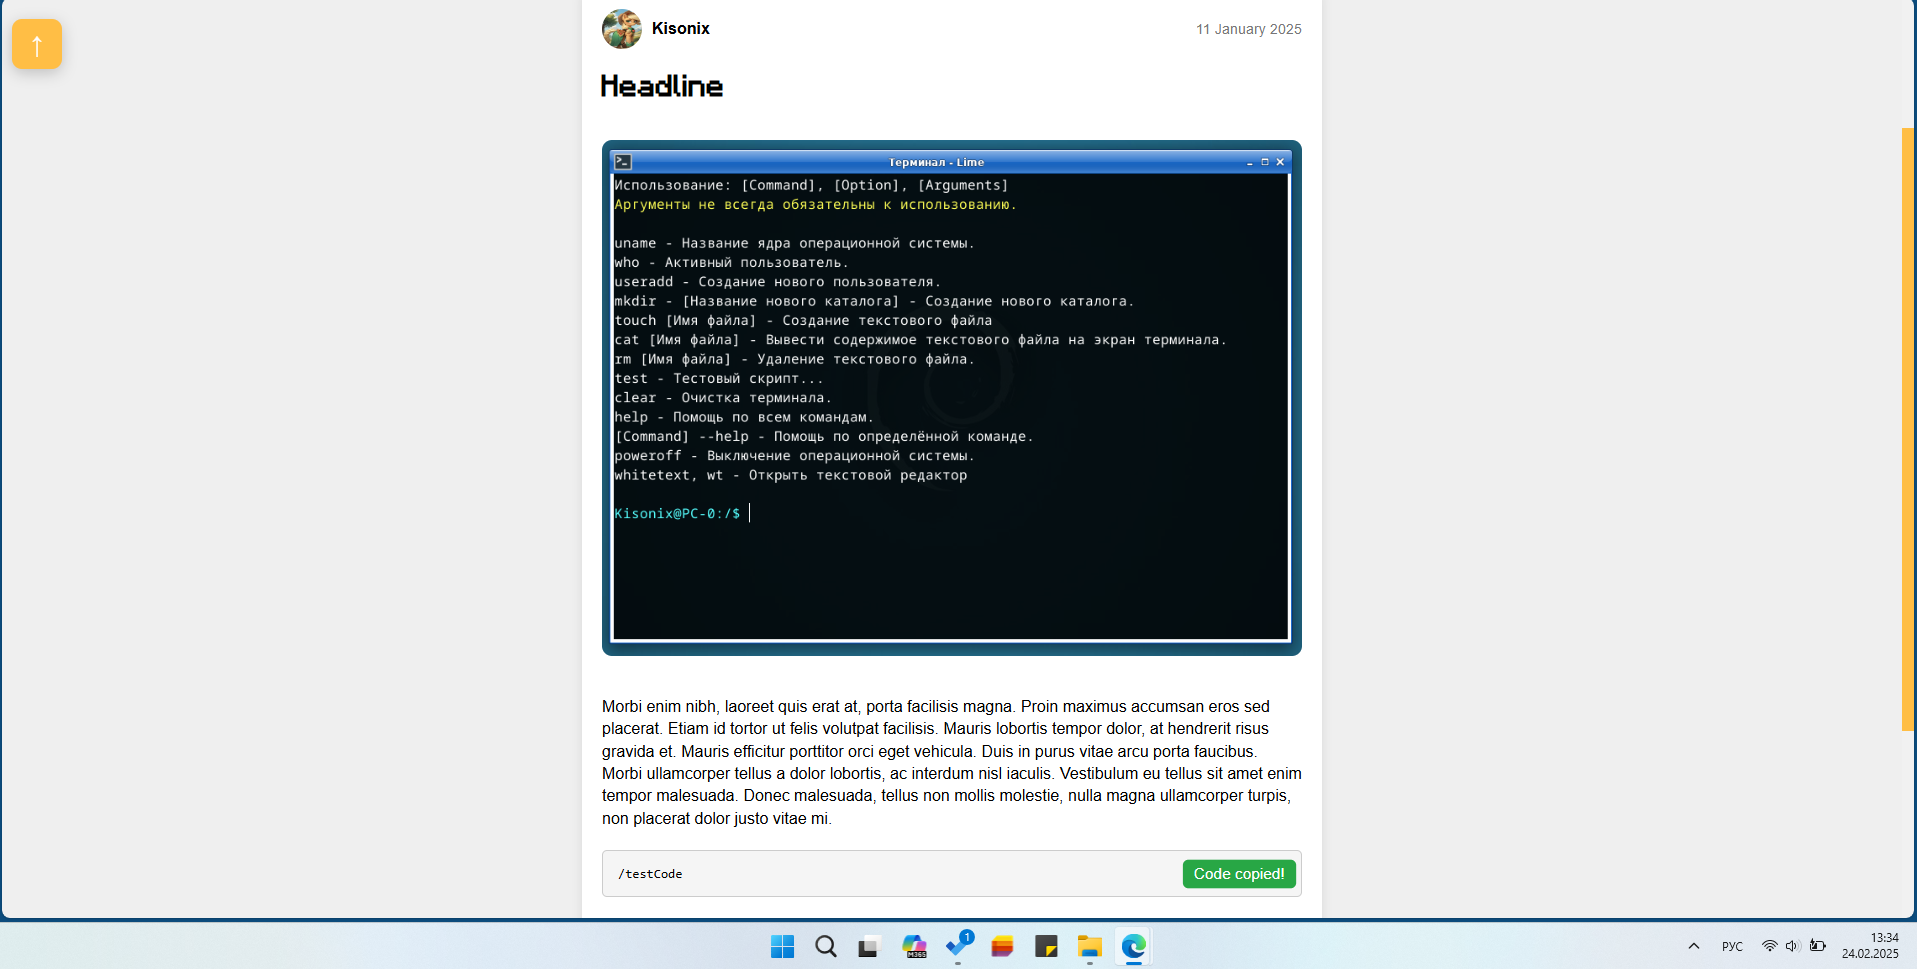 ↑
Kisonix
11 January 2025
Headline
Терминал - Lime
Использование: [Command], [Option], [Arguments]
Аргументы не всегда обязательны к использованию.
uname - Название ядра операционной системы.
who - Активный пользователь.
useradd - Создание нового пользователя.
mkdir - [Название нового каталога] - Создание нового каталога.
touch [Имя файла] - Создание текстового файла
cat [Имя файла] - Вывести содержимое текстового файла на экран терминала.
rm [Имя файла] - Удаление текстового файла.
test - Тестовый скрипт...
clear - Очистка терминала.
help - Помощь по всем командам.
[Command] --help - Помощь по определённой команде.
poweroff - Выключение операционной системы.
whitetext, wt - Открыть текстовой редактор
Kisonix@PC-0:/$
Morbi enim nibh, laoreet quis erat at, porta facilisis magna. Proin maximus accumsan eros sed
placerat. Etiam id tortor ut felis volutpat facilisis. Mauris lobortis tempor dolor, at hendrerit risus
gravida et. Mauris efficitur porttitor orci eget vehicula. Duis in purus vitae arcu porta faucibus.
Morbi ullamcorper tellus a dolor lobortis, ac interdum nisl iaculis. Vestibulum eu tellus sit amet enim
tempor malesuada. Donec malesuada, tellus non mollis molestie, nulla magna ullamcorper turpis,
non placerat dolor justo vitae mi.
/testCode
Code copied!
M365
1
РУС
13:34
24.02.2025